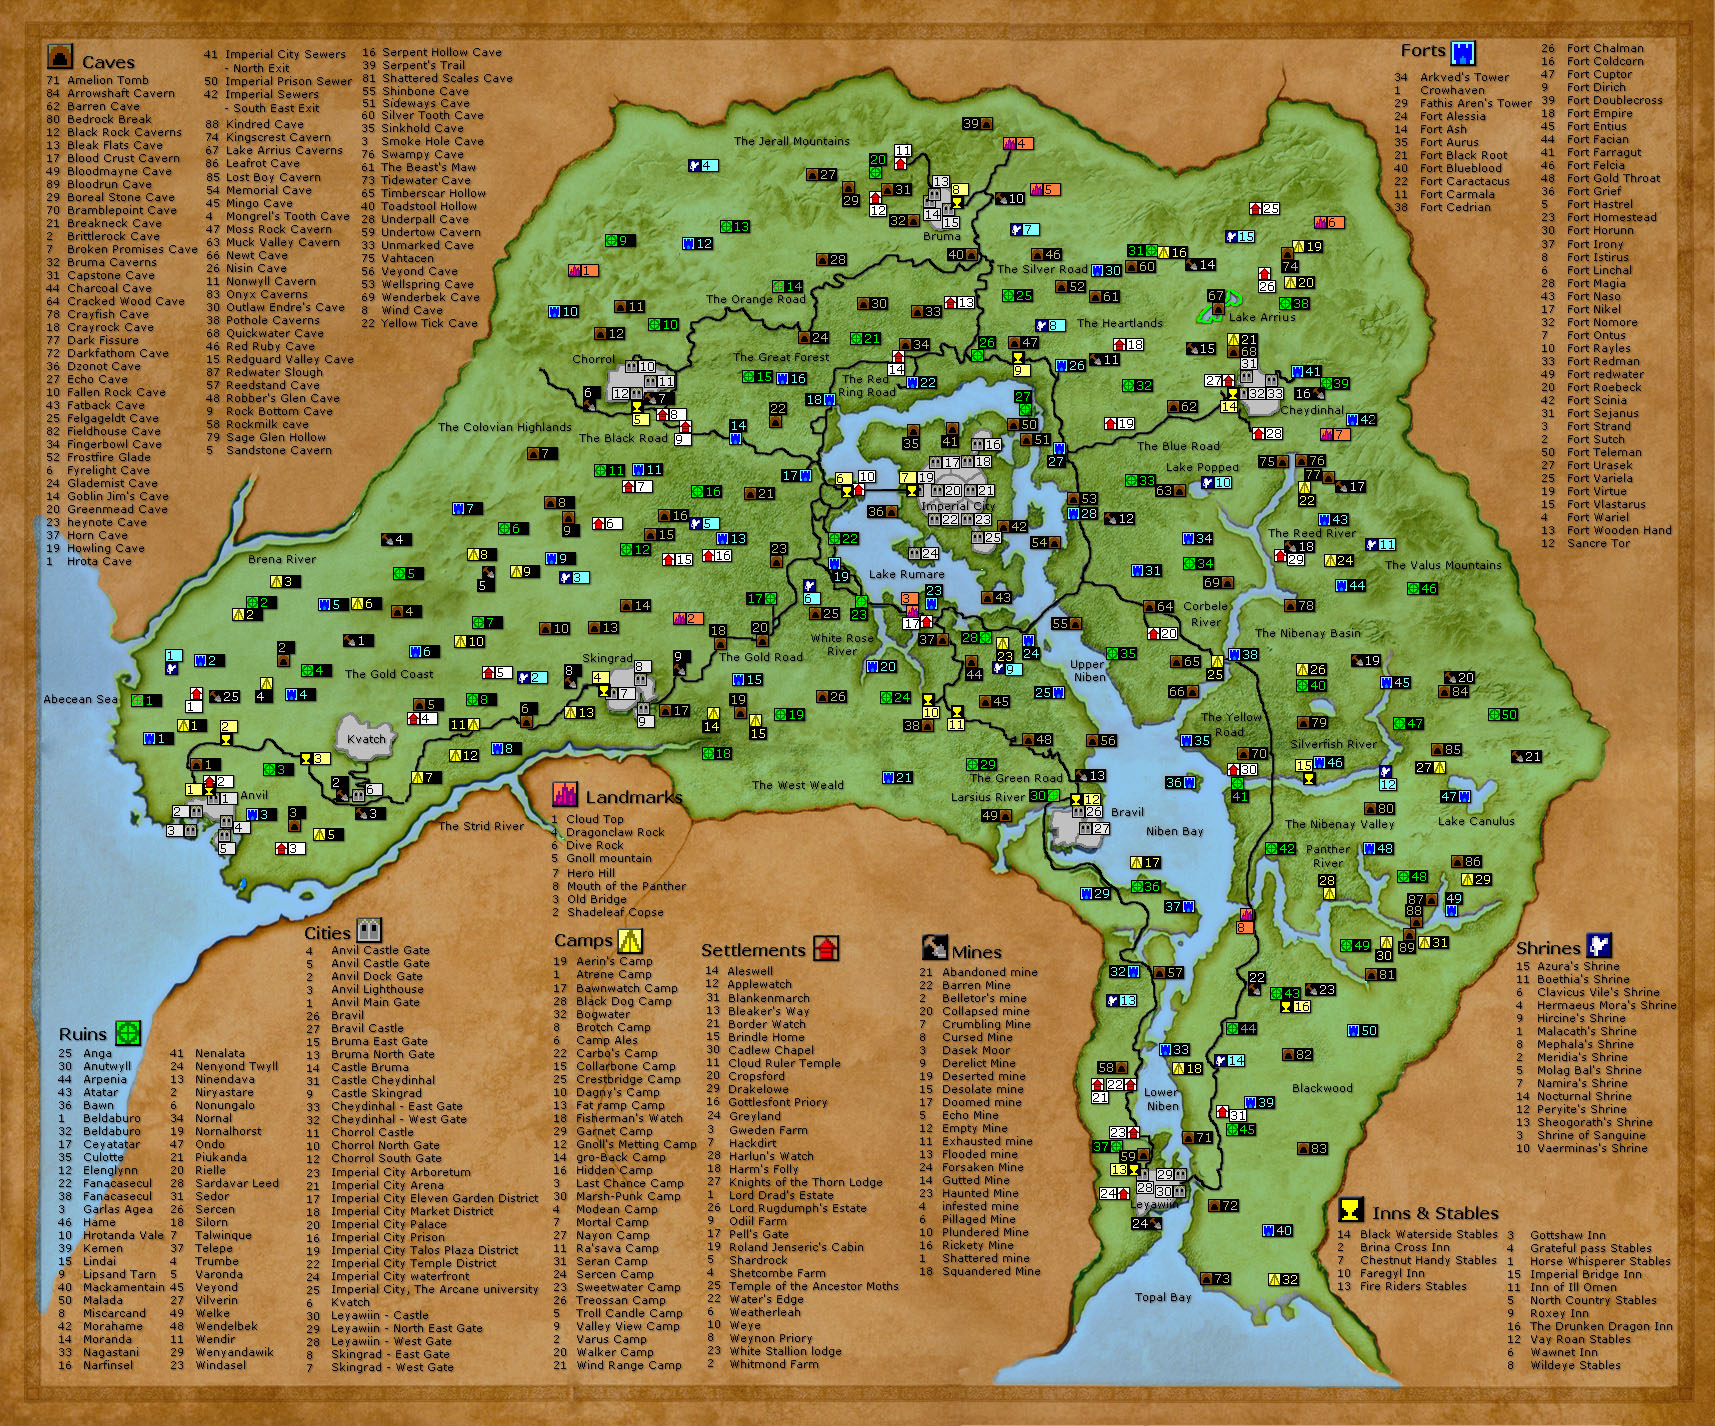 Caves
71 Amelion Tomb
84 Arrowshaft Cavern
62 Barren Cave
80 Bedrock Break
12 Black Rock Caverns
13 Bleak Flats Cave
17 Blood Crust Cavern
49 Bloodmayne Cave
89 Bloodrun Cave
29 Boreal Stone Cave
70 Bramblepoint Cave
21 Breakneck Cave
2 Brittlerock Cave
7 Broken Promises Cave
32 Bruma Caverns
31 Capstone Cave
44 Charcoal Cave
64 Cracked Wood Cave
78 Crayfish Cave
18 Crayrock Cave
77 Dark Fissure
72 Darkfathom Cave
36 Dzonot Cave
27 Echo Cave
10 Fallen Rock Cave
43 Fatback Cave
25 Felgageldt Cave
82 Fieldhouse Cave
34 Fingerbowl Cave
52 Frostfire Glade
6 Fyrelight Cave
24 Glademist Cave
14 Goblin Jim's Cave
20 Greenmead Cave
23 heynote Cave
37 Horn Cave
19 Howling Cave
1 Hrota Cave
41 Imperial City Sewers
- North Exit
50 Imperial Prison Sewer
42 Imperial Sewers
- South East Exit
88 Kindred Cave
74 Kingscrest Cavern
67 Lake Arrius Caverns
86 Leafrot Cave
85 Lost Boy Cavern
54 Memorial Cave
45 Mingo Cave
4 Mongrel's Tooth Cave
47 Moss Rock Cavern
63 Muck Valley Cavern
66 Newt Cave
26 Nisin Cave
11 Nonwyll Cavern
83 Onyx Caverns
30 Outlaw Endre's Cave
38 Pothole Caverns
68 Quickwater Cave
46 Red Ruby Cave
15 Redguard Valley Cave
87 Redwater Slough
57 Reedstand Cave
48 Robber's Glen Cave
9 Rock Bottom Cave
58 Rockmilk cave
79 Sage Glen Hollow
5 Sandstone Cavern
16 Serpent Hollow Cave
39 Serpent's Trail
81 Shattered Scales Cave
55 Shinbone Cave
51 Sideways Cave
60 Silver Tooth Cave
35 Sinkhold Cave
3 Smoke Hole Cave
76 Swampy Cave
61 The Beast's Maw
73 Tidewater Cave
65 Timberscar Hollow
40 Toadstool Hollow
28 Underpall Cave
59 Undertow Cavern
33 Unmarked Cave
75 Vahtacen
56 Veyond Cave
53 Wellspring Cave
69 Wenderbek Cave
8 Wind Cave
22 Yellow Tick Cave
Forts
34 Arkved's Tower
1 Crowhaven
29 Fathis Aren's Tower
24 Fort Alessia
14 Fort Ash
35 Fort Aurus
21 Fort Black Root
40 Fort Blueblood
22 Fort Caractacus
11 Fort Carmala
38 Fort Cedrian
26 Fort Chalman
16 Fort Coldcorn
47 Fort Cuptor
9 Fort Dirich
39 Fort Doublecross
18 Fort Empire
45 Fort Entius
44 Fort Facian
41 Fort Farragut
46 Fort Felcia
48 Fort Gold Throat
36 Fort Grief
5 Fort Hastrel
23 Fort Homestead
30 Fort Horunn
37 Fort Irony
8 Fort Istirus
6 Fort Linchal
28 Fort Magia
43 Fort Naso
17 Fort Nikel
32 Fort Nomore
7 Fort Ontus
10 Fort Rayles
33 Fort Redman
49 Fort redwater
20 Fort Roebeck
42 Fort Scinia
31 Fort Sejanus
3 Fort Strand
2 Fort Sutch
50 Fort Teleman
27 Fort Urasek
25 Fort Variela
19 Fort Virtue
15 Fort Vlastarus
4 Fort Wariel
13 Fort Wooden Hand
12 Sancre Tor
The Jerall Mountains
Bruma
The Silver Road
The Orange Road
The Heartlands
Lake Arrius
Chorrol
The Great Forest
The Red
Ring Road
Cheydinhal
The Colovian Highlands
The Black Road
The Blue Road
Lake Popped
Imperial City
The Reed River
Brena River
Lake Rumare
The Valus Mountains
Corbele
River
The Nibenay Basin
White Rose
River
The Gold Road
Skingrad
The Gold Coast
Upper
Niben
Abecean Sea
Kvatch
The Yellow
Road
Silverfish River
The Green Road
The West Weald
Larsius River
Anvil
Bravil
Niben Bay
The Nibenay Valley
Lake Canulus
The Strid River
Panther
River
Blackwood
Lower
Niben
Leyawiin
Topal Bay
Landmarks
1 Cloud Top
4 Dragonclaw Rock
6 Dive Rock
5 Gnoll mountain
7 Hero Hill
8 Mouth of the Panther
3 Old Bridge
2 Shadeleaf Copse
Ruins
25 Anga
30 Anutwyll
44 Arpenia
43 Atatar
36 Bawn
1 Beldaburo
32 Beldaburo
17 Ceyatatar
35 Culotte
12 Elenglynn
22 Fanacasecul
38 Fanacasecul
3 Garlas Agea
46 Hame
10 Hrotanda Vale
39 Kemen
15 Lindai
9 Lipsand Tarn
40 Mackamentain
50 Malada
8 Miscarcand
42 Morahame
14 Moranda
33 Nagastani
16 Narfinsel
41 Nenalata
24 Nenyond Twyll
13 Ninendava
2 Niryastare
6 Nonungalo
34 Nornal
19 Nornalhorst
47 Ondo
21 Piukanda
20 Rielle
28 Sardavar Leed
31 Sedor
26 Sercen
18 Silorn
7 Talwinque
37 Telepe
4 Trumbe
5 Varonda
45 Veyond
27 Vilverin
49 Welke
48 Wendelbek
11 Wendir
29 Wenyandawik
23 Windasel
Cities
4 Anvil Castle Gate
5 Anvil Castle Gate
2 Anvil Dock Gate
3 Anvil Lighthouse
1 Anvil Main Gate
26 Bravil
27 Bravil Castle
15 Bruma East Gate
13 Bruma North Gate
14 Castle Bruma
31 Castle Cheydinhal
9 Castle Skingrad
33 Cheydinhal - East Gate
32 Cheydinhal - West Gate
11 Chorrol Castle
10 Chorrol North Gate
12 Chorrol South Gate
23 Imperial City Arboretum
21 Imperial City Arena
17 Imperial City Eleven Garden District
18 Imperial City Market District
20 Imperial City Palace
16 Imperial City Prison
19 Imperial City Talos Plaza District
22 Imperial City Temple District
24 Imperial City waterfront
25 Imperial City, The Arcane university
6 Kvatch
30 Leyawiin - Castle
29 Leyawiin - North East Gate
28 Leyawiin - West Gate
8 Skingrad - East Gate
7 Skingrad - West Gate
Camps
19 Aerin's Camp
1 Atrene Camp
17 Bawnwatch Camp
28 Black Dog Camp
32 Bogwater
8 Brotch Camp
6 Camp Ales
22 Carbo's Camp
15 Collarbone Camp
25 Crestbridge Camp
10 Dagny's Camp
13 Fat ramp Camp
18 Fisherman's Watch
29 Garnet Camp
12 Gnoll's Metting Camp
14 gro-Back Camp
16 Hidden Camp
3 Last Chance Camp
30 Marsh-Punk Camp
4 Modean Camp
7 Mortal Camp
27 Nayon Camp
11 Ra'sava Camp
31 Seran Camp
24 Sercen Camp
23 Sweetwater Camp
26 Treossan Camp
5 Troll Candle Camp
9 Valley View Camp
2 Varus Camp
20 Walker Camp
21 Wind Range Camp
Settlements
14 Aleswell
12 Applewatch
31 Blankenmarch
13 Bleaker's Way
21 Border Watch
15 Brindle Home
30 Cadlew Chapel
11 Cloud Ruler Temple
20 Cropsford
29 Drakelowe
16 Gottlesfont Priory
24 Greyland
3 Gweden Farm
7 Hackdirt
28 Harlun's Watch
18 Harm's Folly
27 Knights of the Thorn Lodge
1 Lord Drad's Estate
26 Lord Rugdumph's Estate
9 Odiil Farm
17 Pell's Gate
19 Roland Jenseric's Cabin
5 Shardrock
4 Shetcombe Farm
25 Temple of the Ancestor Moths
22 Water's Edge
6 Weatherleah
10 Weye
8 Weynon Priory
23 White Stallion lodge
2 Whitmond Farm
Mines
21 Abandoned mine
22 Barren Mine
2 Belletor's mine
20 Collapsed mine
7 Crumbling Mine
8 Cursed Mine
3 Dasek Moor
9 Derelict Mine
19 Deserted mine
15 Desolate mine
17 Doomed mine
5 Echo Mine
12 Empty Mine
11 Exhausted mine
13 Flooded mine
24 Forsaken Mine
14 Gutted Mine
23 Haunted Mine
4 infested mine
6 Pillaged Mine
10 Plundered Mine
16 Rickety Mine
1 Shattered mine
18 Squandered Mine
Shrines
15 Azura's Shrine
11 Boethia's Shrine
6 Clavicus Vile's Shrine
4 Hermaeus Mora's Shrine
9 Hircine's Shrine
1 Malacath's Shrine
8 Mephala's Shrine
2 Meridia's Shrine
5 Molag Bal's Shrine
7 Namira's Shrine
14 Nocturnal Shrine
12 Peryite's Shrine
13 Sheogorath's Shrine
3 Shrine of Sanguine
10 Vaerminas's Shrine
Inns & Stables
14 Black Waterside Stables
2 Brina Cross Inn
7 Chestnut Handy Stables
10 Faregyl Inn
13 Fire Riders Stables
3 Gottshaw Inn
4 Grateful pass Stables
1 Horse Whisperer Stables
15 Imperial Bridge Inn
11 Inn of Ill Omen
5 North Country Stables
9 Roxey Inn
16 The Drunken Dragon Inn
12 Vay Roan Stables
6 Wawnet Inn
8 Wildeye Stables